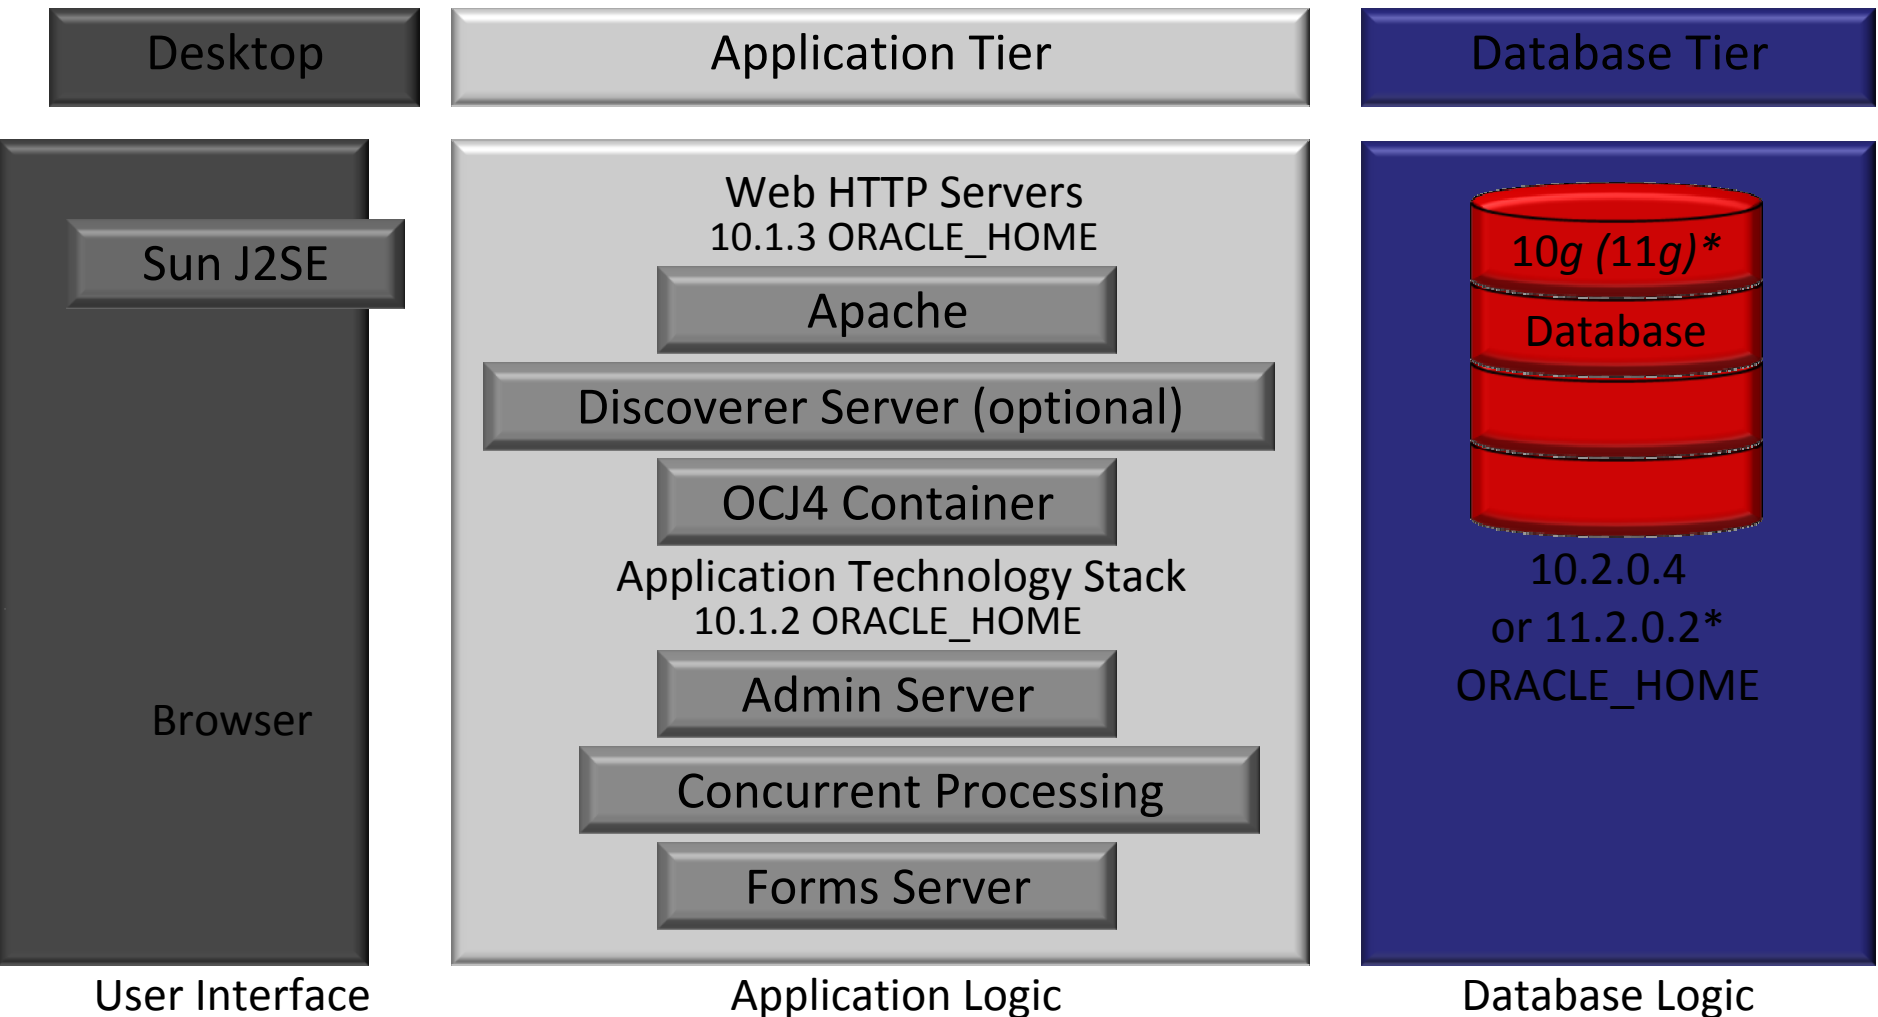 Desktop
Application Tier
Database Tier
Sun J2SE
Browser
User Interface
Web HTTP Servers
10.1.3 ORACLE_HOME
Apache
Discoverer Server (optional)
OCJ4 Container
Application Technology Stack
10.1.2 ORACLE_HOME
Admin Server
Concurrent Processing
Forms Server
Application Logic
10g (11g)*
Database
10.2.0.4
or 11.2.0.2*
ORACLE_HOME
Database Logic